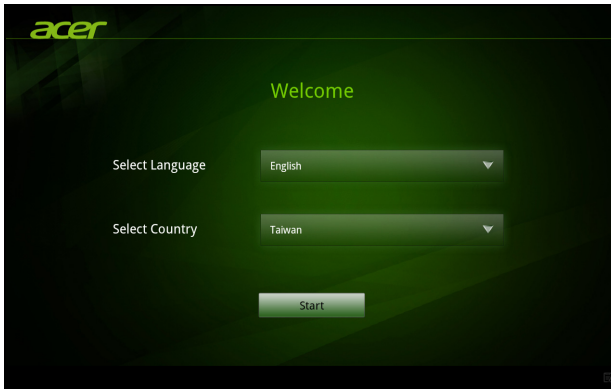 acer
Welcome
Select Language English
Select Country Taiwan
Start